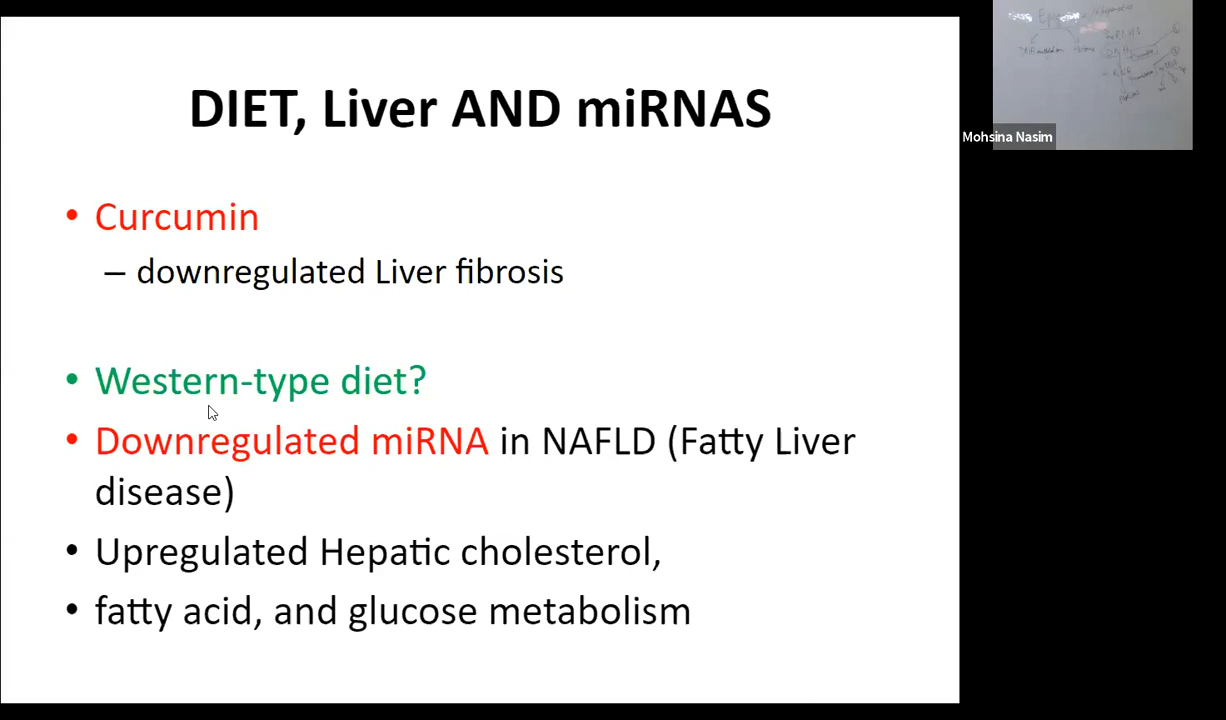 DIET, Liver AND miRNAS
• Curcumin
– downregulated Liver fibrosis
• Western-type diet?
• Downregulated miRNA in NAFLD (Fatty Liver
disease)
• Upregulated Hepatic cholesterol,
• fatty acid, and glucose metabolism
Mohsina Nasim